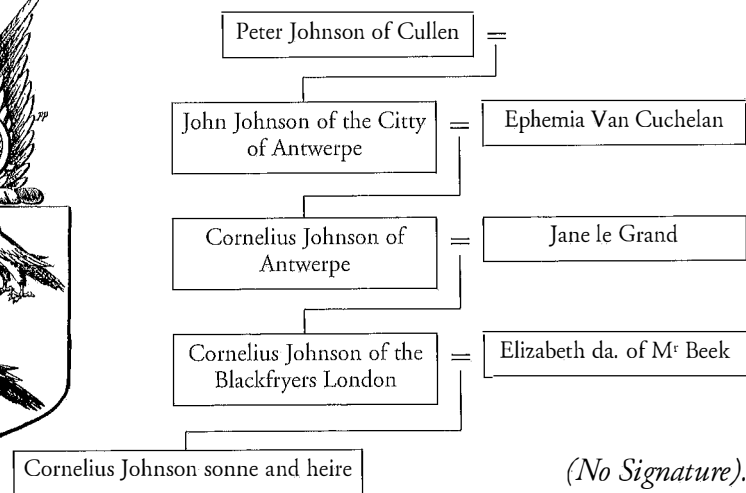 Peter Johnson of Cullen =
John Johnson of the Citty
of Antwerpe
= Ephemia Van Cuchelan
Cornelius Johnson of
Antwerpe
= Jane le Grand
Cornelius Johnson of the
Blackfryers London
= Elizabeth da. of Mʳ Beek
Cornelius Johnson sonne and heire
(No Signature).